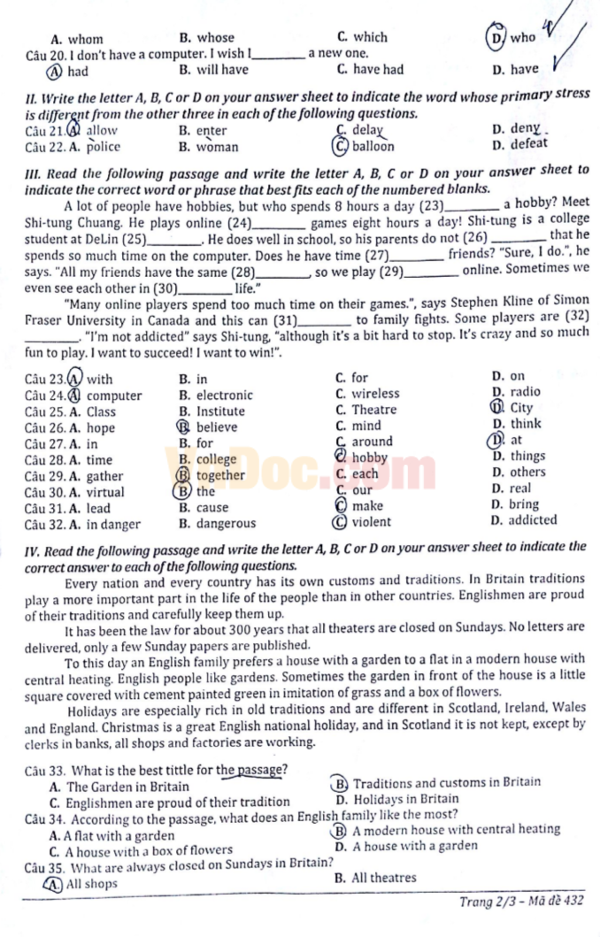 A. whom B. whose C. which D. who
Câu 20. I don't have a computer. I wish I________ a new one.
A. had B. will have C. have had D. have
II. Write the letter A, B, C or D on your answer sheet to indicate the word whose primary stress
is different from the other three in each of the following questions.
Câu 21. A. allow B. enter C. delay D. deny
Câu 22. A. police B. woman C. balloon D. defeat
III. Read the following passage and write the letter A, B, C or D on your answer sheet to
indicate the correct word or phrase that best fits each of the numbered blanks.
A lot of people have hobbies, but who spends 8 hours a day (23)________ a hobby? Meet
Shi-tung Chuang. He plays online (24)________ games eight hours a day! Shi-tung is a college
student at DeLin (25)________. He does well in school, so his parents do not (26) ________ that he
spends so much time on the computer. Does he have time (27)________ friends? "Sure, I do.", he
says. "All my friends have the same (28)________, so we play (29)________ online. Sometimes we
even see each other in (30)________ life."
"Many online players spend too much time on their games.", says Stephen Kline of Simon
Fraser University in Canada and this can (31)________ to family fights. Some players are (32)
________. "I'm not addicted" says Shi-tung, "although it's a bit hard to stop. It's crazy and so much
fun to play. I want to succeed! I want to win!".
Câu 23. A. with B. in C. for D. on
Câu 24. A. computer B. electronic C. wireless D. radio
Câu 25. A. Class B. Institute C. Theatre D. City
Câu 26. A. hope B. believe C. mind D. think
Câu 27. A. in B. for C. around D. at
Câu 28. A. time B. college C. hobby D. things
Câu 29. A. gather B. together C. each D. others
Câu 30. A. virtual B. the C. our D. real
Câu 31. A. lead B. cause C. make D. bring
Câu 32. A. in danger B. dangerous C. violent D. addicted
VnDoc.com
IV. Read the following passage and write the letter A, B, C or D on your answer sheet to indicate the
correct answer to each of the following questions.
Every nation and every country has its own customs and traditions. In Britain traditions
play a more important part in the life of the people than in other countries. Englishmen are proud
of their traditions and carefully keep them up.
It has been the law for about 300 years that all theaters are closed on Sundays. No letters are
delivered, only a few Sunday papers are published.
To this day an English family prefers a house with a garden to a flat in a modern house with
central heating. English people like gardens. Sometimes the garden in front of the house is a little
square covered with cement painted green in imitation of grass and a box of flowers.
Holidays are especially rich in old traditions and are different in Scotland, Ireland, Wales
and England. Christmas is a great English national holiday, and in Scotland it is not kept, except by
clerks in banks, all shops and factories are working.
Câu 33. What is the best tittle for the passage?
A. The Garden in Britain B. Traditions and customs in Britain
C. Englishmen are proud of their tradition D. Holidays in Britain
Câu 34. According to the passage, what does an English family like the most?
A. A flat with a garden B. A modern house with central heating
C. A house with a box of flowers D. A house with a garden
Câu 35. What are always closed on Sundays in Britain?
A. All shops B. All theatres
Trang 2/3 – Mã đề 432